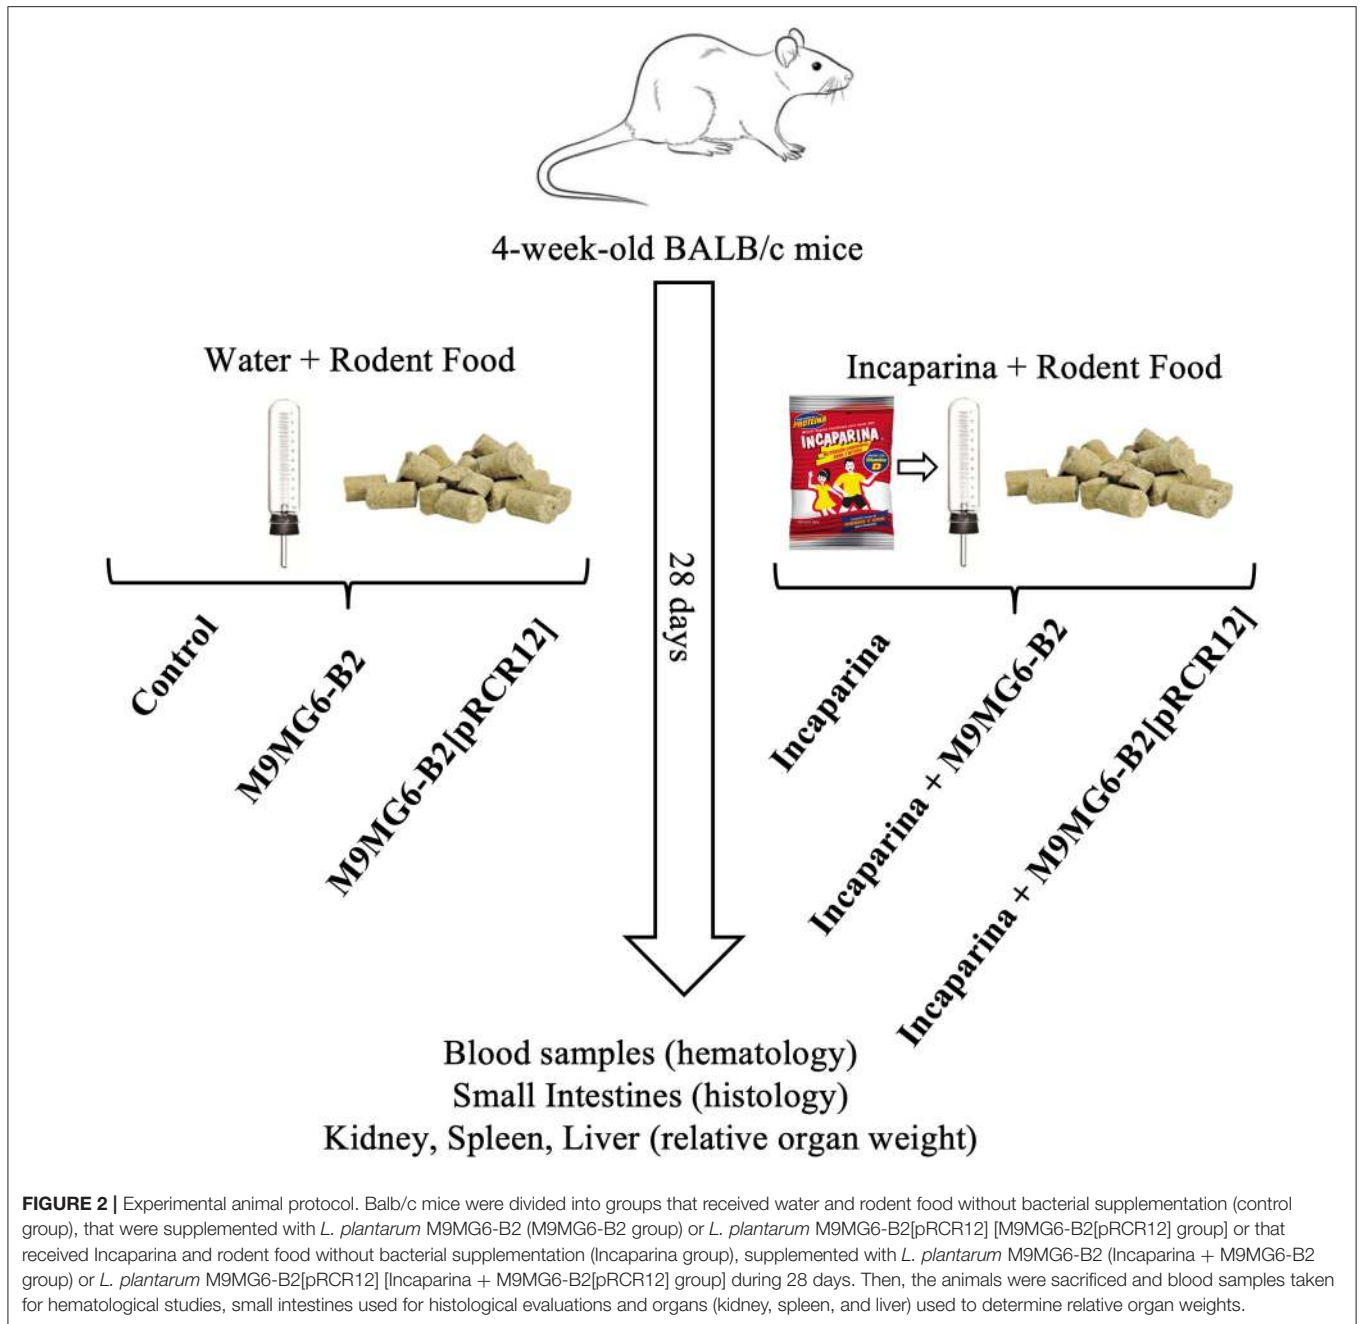 4-week-old BALB/c mice
Water + Rodent Food
Incaparina + Rodent Food
PROTEINA
INCAPARINA
D
28 days
Control
M9MG6-B2
M9MG6-B2[pRCR12]
Incaparina
Incaparina + M9MG6-B2
Incaparina + M9MG6-B2[pRCR12]
Blood samples (hematology)
Small Intestines (histology)
Kidney, Spleen, Liver (relative organ weight)
FIGURE 2 | Experimental animal protocol. Balb/c mice were divided into groups that received water and rodent food without bacterial supplementation (control
group), that were supplemented with L. plantarum M9MG6-B2 (M9MG6-B2 group) or L. plantarum M9MG6-B2[pRCR12] [M9MG6-B2[pRCR12] group] or that
received Incaparina and rodent food without bacterial supplementation (Incaparina group), supplemented with L. plantarum M9MG6-B2 (Incaparina + M9MG6-B2
group) or L. plantarum M9MG6-B2[pRCR12] [Incaparina + M9MG6-B2[pRCR12] group] during 28 days. Then, the animals were sacrificed and blood samples taken
for hematological studies, small intestines used for histological evaluations and organs (kidney, spleen, and liver) used to determine relative organ weights.